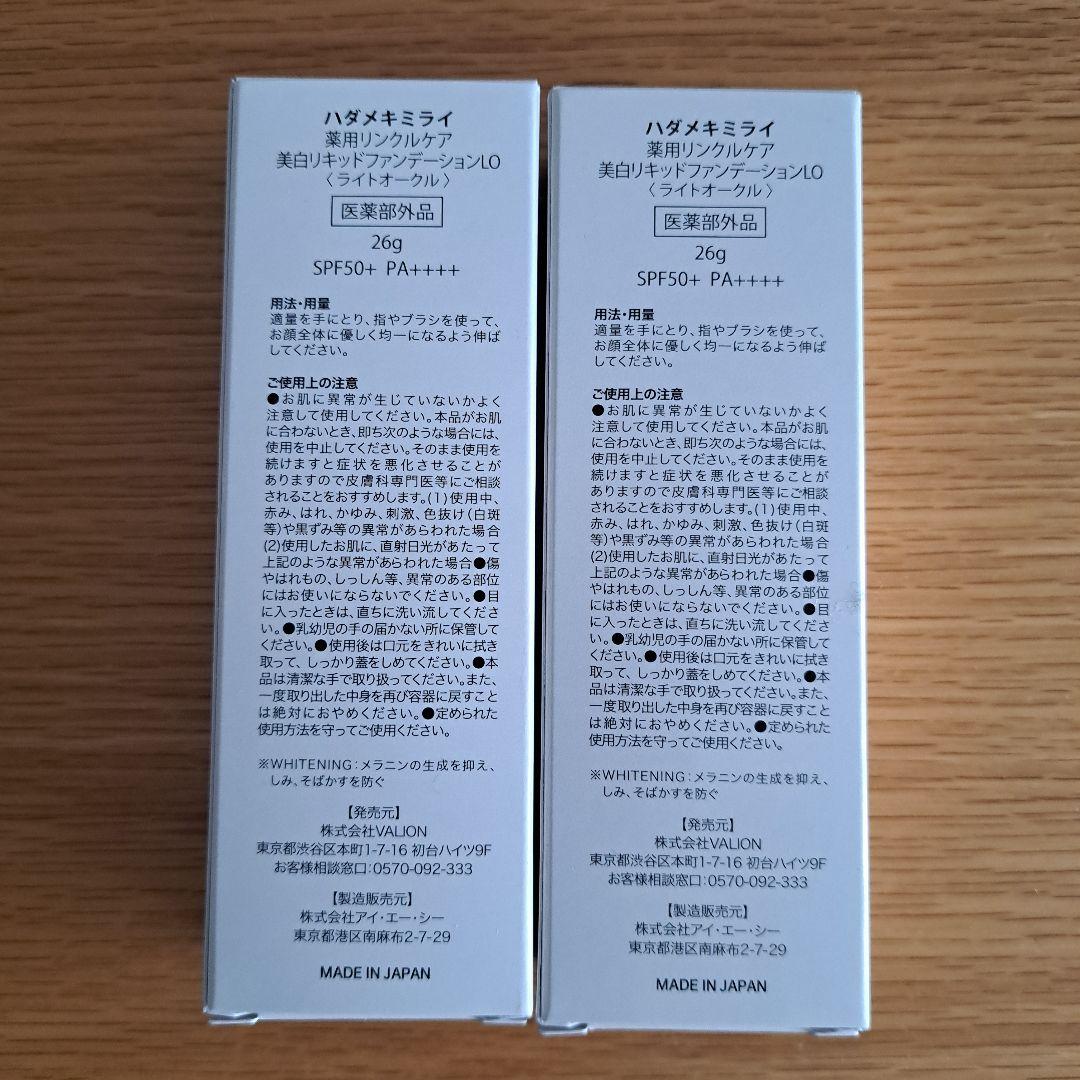 ハダメキミライ
薬用リンクルケア
美白リキッドファンデーションLO
〈ライトオークル〉
医薬部外品
26g
SPF50+ PA++++
用法・用量
適量を手にとり、指やブラシを使って、
お顔全体に優しく均一になるよう伸ば
してください。
ご使用上の注意
●お肌に異常が生じていないかよく
注意して使用してください。本品がお肌
に合わないとき、即ち次のような場合には、
使用を中止してください。そのまま使用を
続けますと症状を悪化させることが
ありますので皮膚科専門医等にご相談
されることをおすすめします。(1)使用中、
赤み、はれ、かゆみ、刺激、色抜け(白斑
等)や黒ずみ等の異常があらわれた場合
(2)使用したお肌に、直射日光があたって
上記のような異常があらわれた場合●傷
やはれもの、しっしん等、異常のある部位
にはお使いにならないでください。●目
に入ったときは、直ちに洗い流してくださ
い。●乳幼児の手の届かない所に保管して
ください。●使用後は口元をきれいに拭き
取って、しっかり蓋をしめてください。●本
品は清潔な手で取り扱ってください。また、
一度取り出した中身を再び容器に戻すこと
は絶対におやめください。●定められた
使用方法を守ってご使用ください。
※WHITENING:メラニンの生成を抑え、
しみ、そばかすを防ぐ
【発売元】
株式会社VALION
東京都渋谷区本町1-7-16 初台ハイツ9F
お客様相談窓口:0570-092-333
【製造販売元】
株式会社アイ・エー・シー
東京都港区南麻布2-7-29
MADE IN JAPAN
ハダメキミライ
薬用リンクルケア
美白リキッドファンデーションLO
〈ライトオークル〉
医薬部外品
26g
SPF50+ PA++++
用法・用量
適量を手にとり、指やブラシを使って、
お顔全体に優しく均一になるよう伸ば
してください。
ご使用上の注意
●お肌に異常が生じていないかよく
注意して使用してください。本品がお肌
に合わないとき、即ち次のような場合には、
使用を中止してください。そのまま使用を
続けますと症状を悪化させることが
ありますので皮膚科専門医等にご相談
されることをおすすめします。(1)使用中、
赤み、はれ、かゆみ、刺激、色抜け(白斑
等)や黒ずみ等の異常があらわれた場合
(2)使用したお肌に、直射日光があたって
上記のような異常があらわれた場合●傷
やはれもの、しっしん等、異常のある部位
にはお使いにならないでください。●目
に入ったときは、直ちに洗い流してくださ
い。●乳幼児の手の届かない所に保管して
ください。●使用後は口元をきれいに拭き
取って、しっかり蓋をしめてください。●本
品は清潔な手で取り扱ってください。また、
一度取り出した中身を再び容器に戻すこと
は絶対におやめください。●定められた
使用方法を守ってご使用ください。
※WHITENING:メラニンの生成を抑え、
しみ、そばかすを防ぐ
【発売元】
株式会社VALION
東京都渋谷区本町1-7-16 初台ハイツ9F
お客様相談窓口:0570-092-333
【製造販売元】
株式会社アイ・エー・シー
東京都港区南麻布2-7-29
MADE IN JAPAN